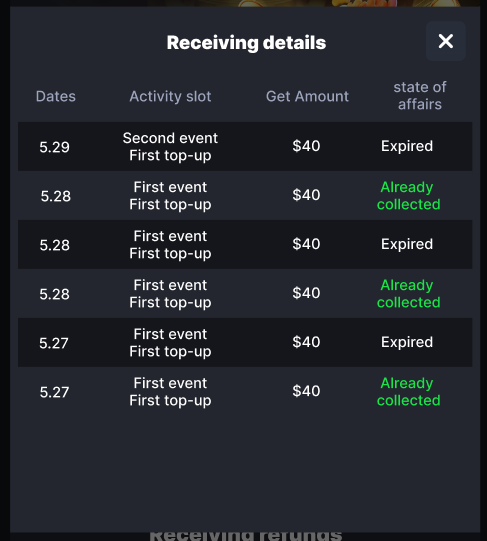 Receiving details
Dates Activity slot Get Amount state of
affairs
5.29 Second event
First top-up $40 Expired
5.28 First event
First top-up $40 Already
collected
5.28 First event
First top-up $40 Expired
5.28 First event
First top-up $40 Already
collected
5.27 First event
First top-up $40 Expired
5.27 First event
First top-up $40 Already
collected
Receiving refunds